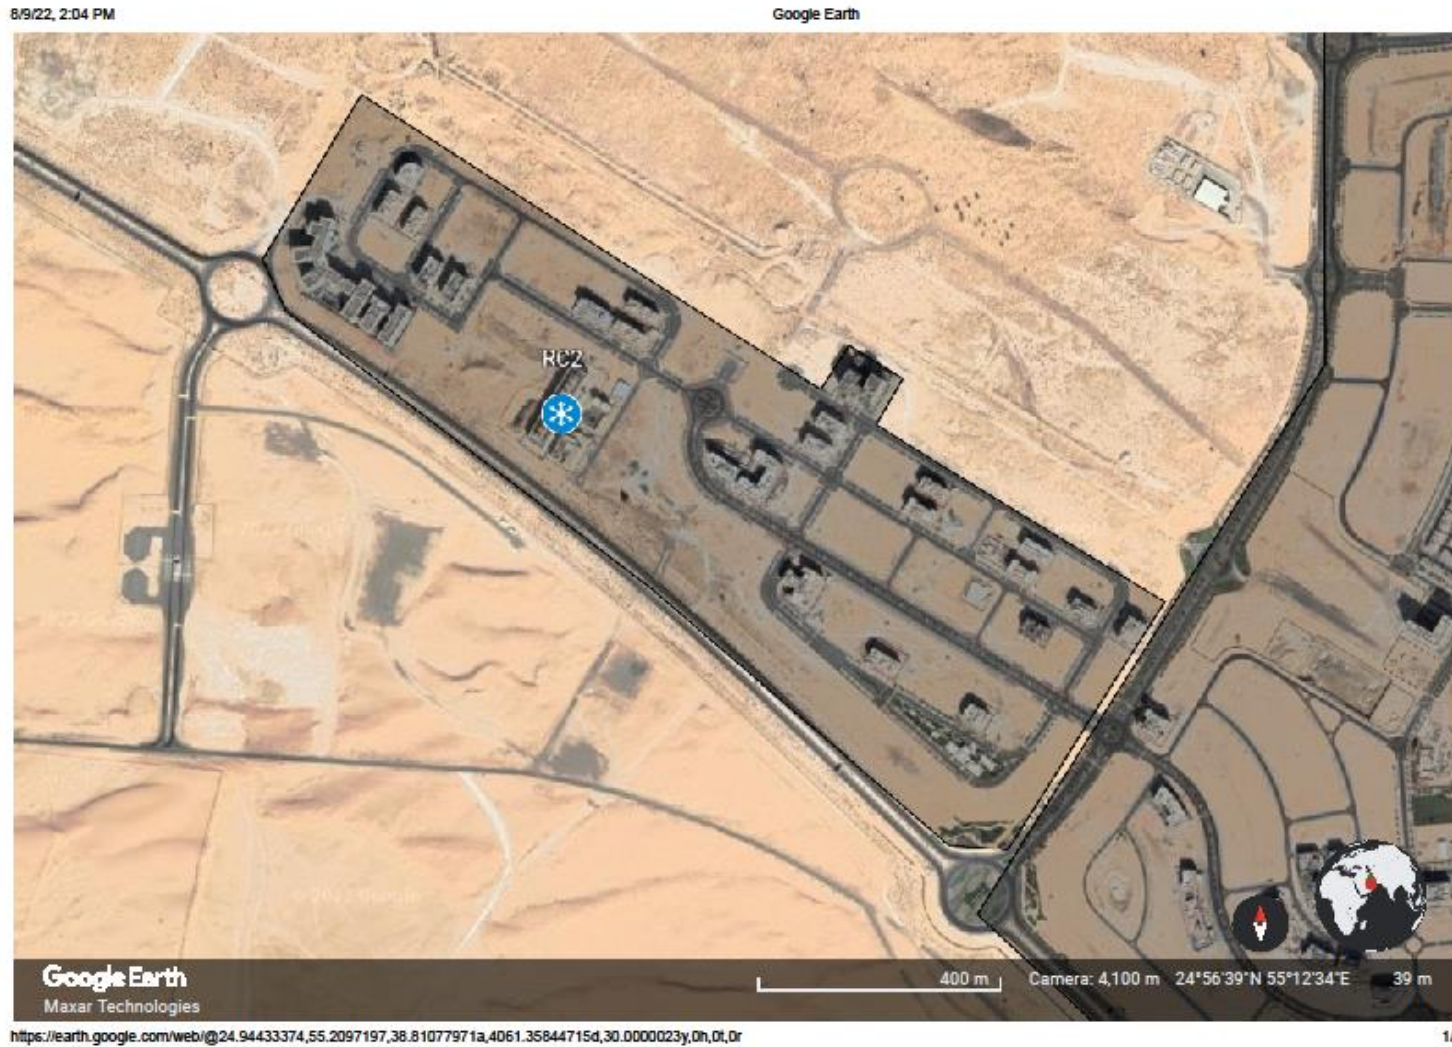 8/9/22, 2:04 PM
Google Earth
RC2
Google Earth
Maxar Technologies
400 m
Camera: 4,100 m 24°56'39"N 55°12'34"E 39 m
https://earth.google.com/web/@24.94433374,55.2097197,38.81077971a,4061.35844715d,30.0000023y,0h,0t,0r